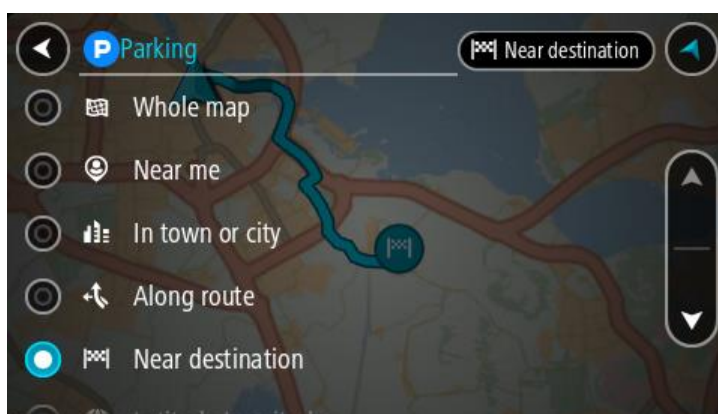 P Parking
Near destination
Whole map
Near me
In town or city
Along route
Near destination